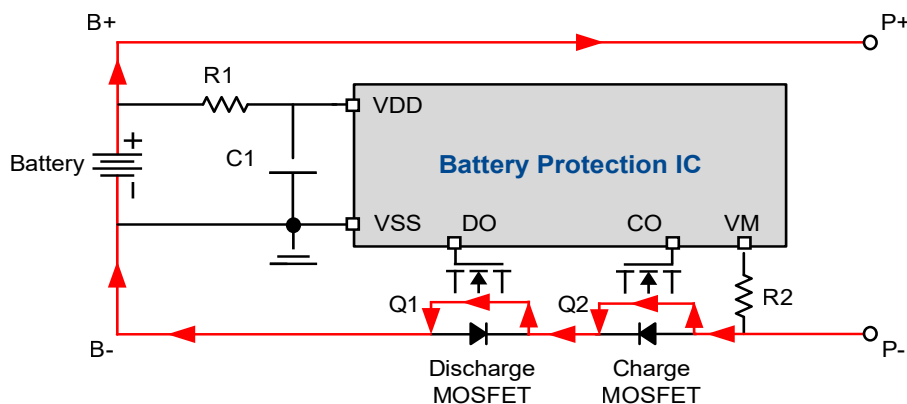 B+
P+
R1
VDD
Battery
+
C1
Battery Protection IC
–
VSS
DO
CO
VM
Q1
Q2
R2
B-
P-
Discharge
MOSFET
Charge
MOSFET